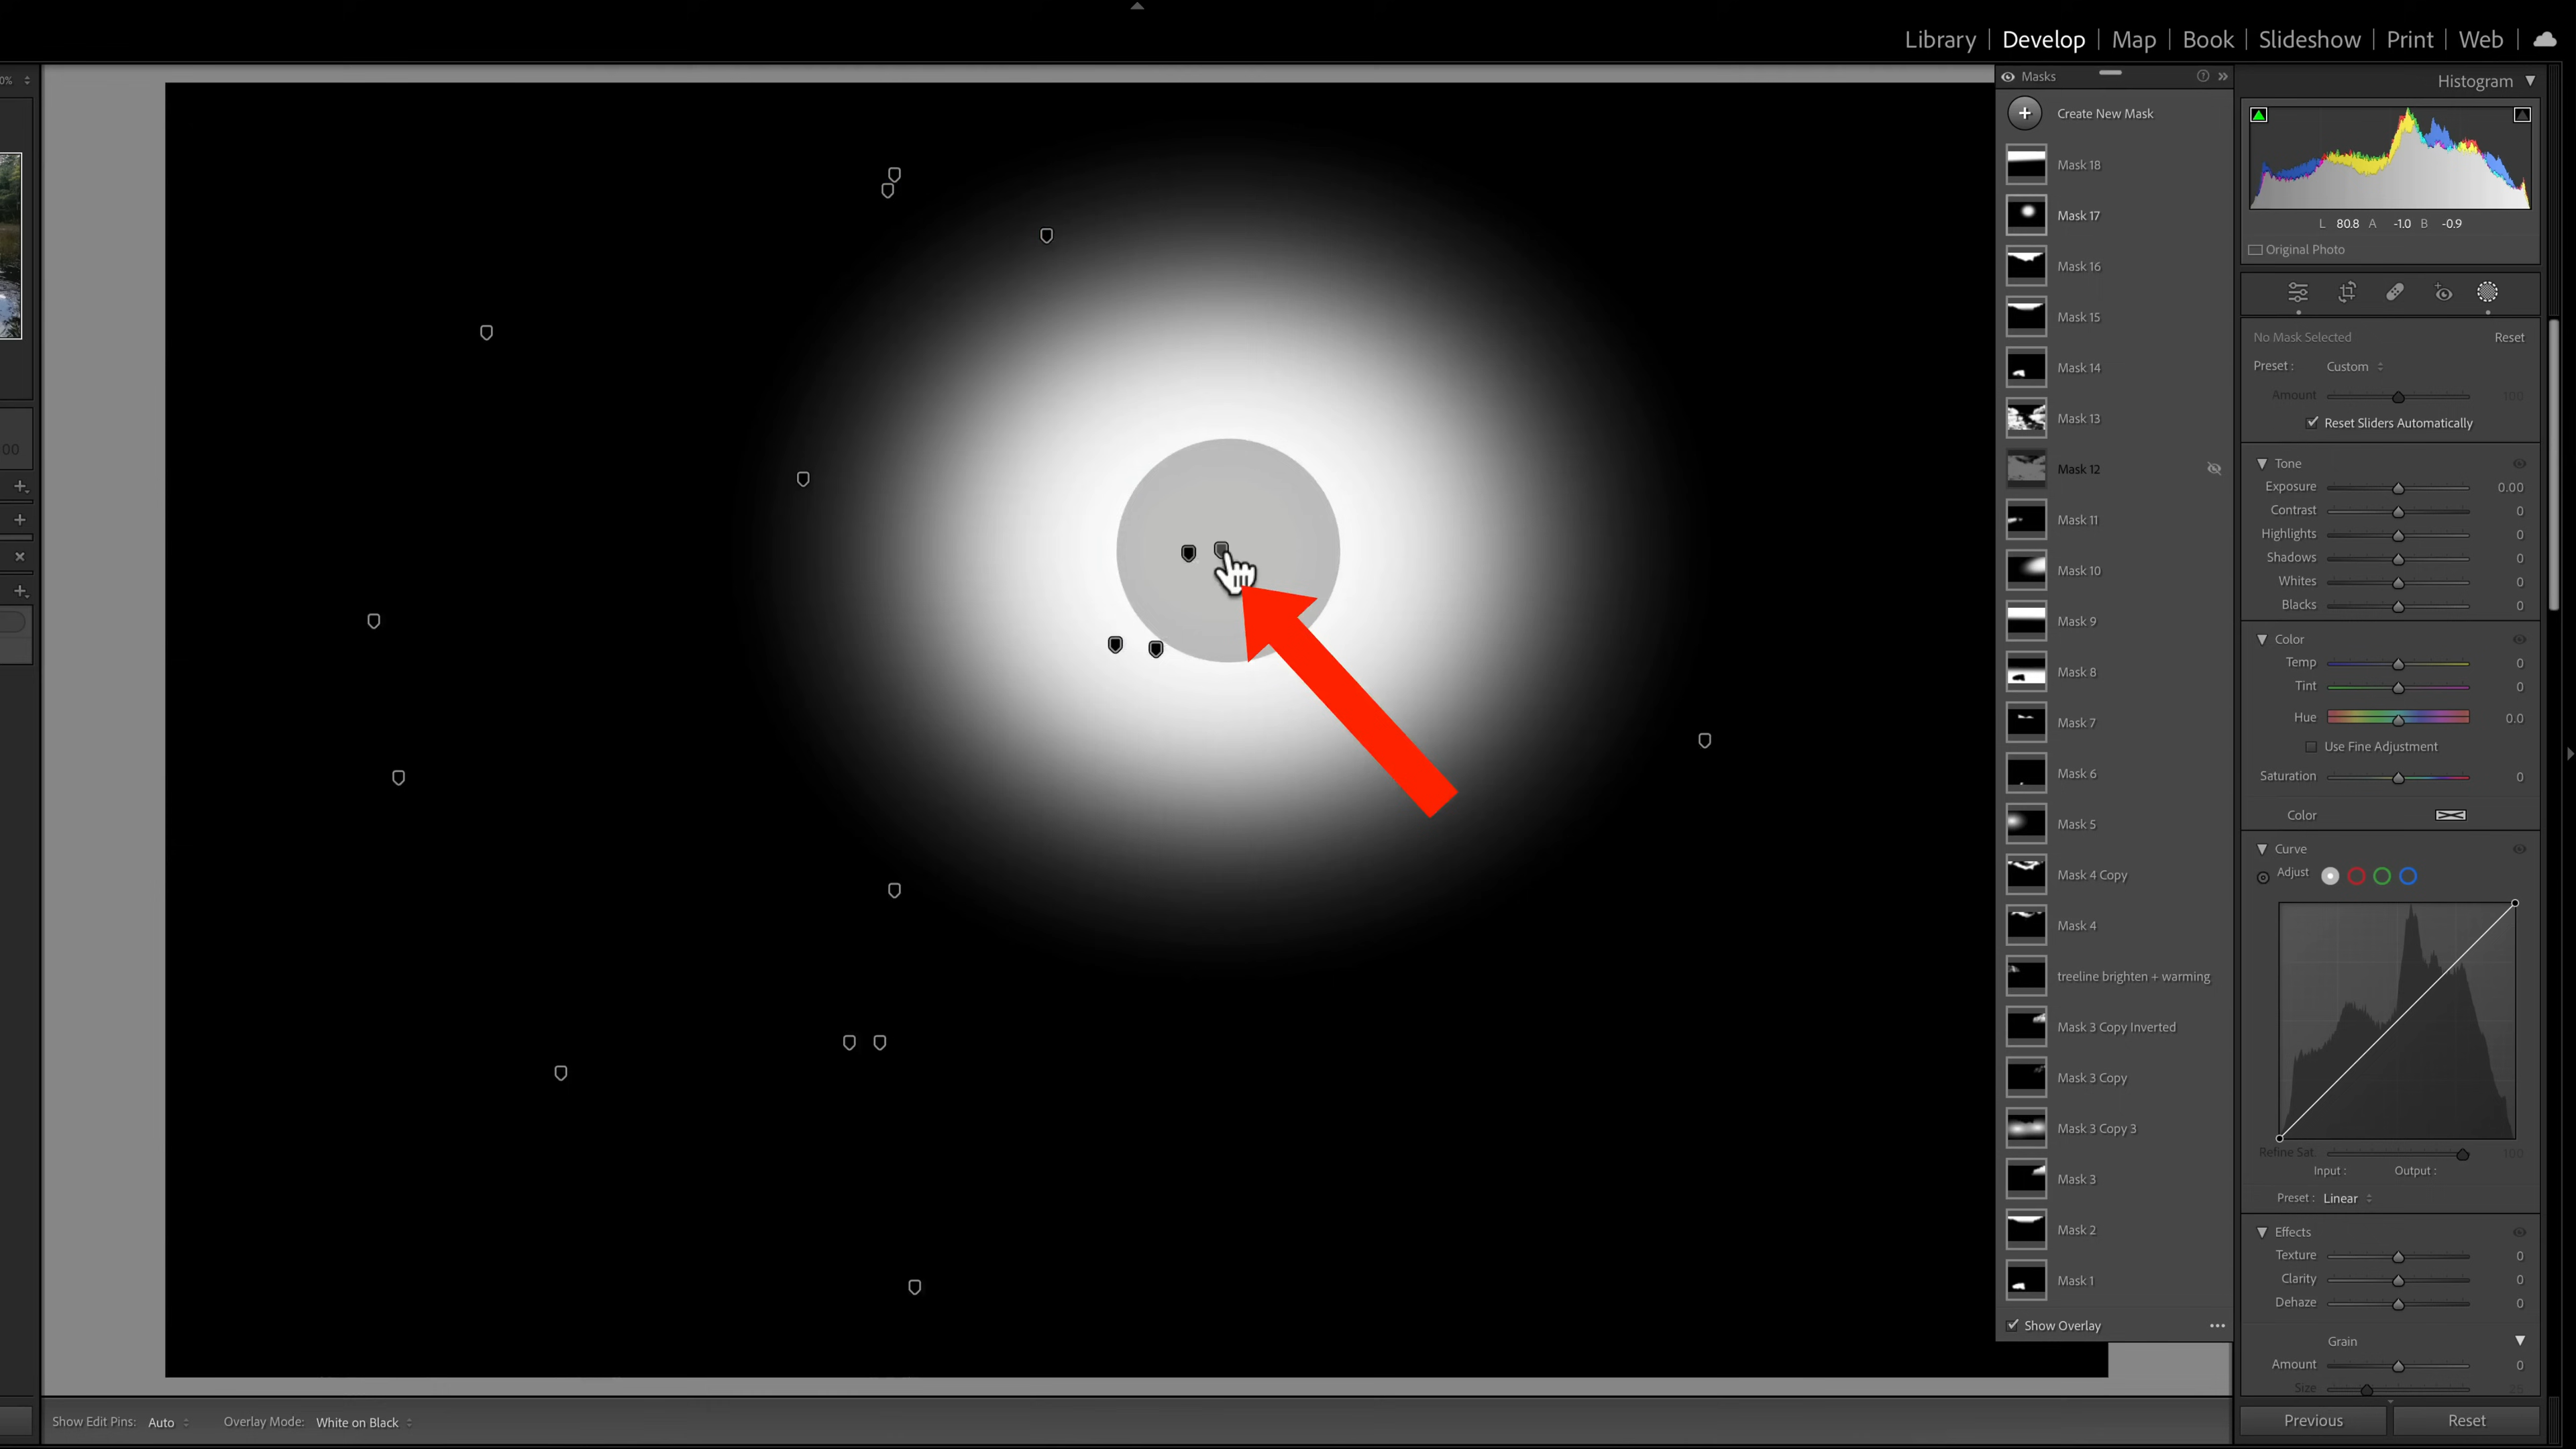 Library | Develop | Map | Book | Slideshow | Print | Web
0%
00
Masks
Create New Mask
Mask 18
Mask 17
Mask 16
Mask 15
Mask 14
Mask 13
Mask 12
Mask 11
Mask 10
Mask 9
Mask 8
Mask 7
Mask 6
Mask 5
Mask 4 Copy
Mask 4
treeline brighten + warming
Mask 3 Copy Inverted
Mask 3 Copy
Mask 3 Copy 3
Mask 3
Mask 2
Mask 1
Show Overlay
Histogram
L 80.8 A -1.0 B -0.9
Original Photo
No Mask Selected Reset
Preset : Custom
Amount 100
Reset Sliders Automatically
Tone
Exposure 0.00
Contrast 0
Highlights 0
Shadows 0
Whites 0
Blacks 0
Color
Temp 0
Tint 0
Hue 0.0
Use Fine Adjustment
Saturation 0
Color
Curve
Adjust
Refine Sat. 100
Input : Output :
Preset : Linear
Effects
Texture 0
Clarity 0
Dehaze 0
Grain
Amount 0
Size 25
Previous Reset
Show Edit Pins: Auto Overlay Mode: White on Black